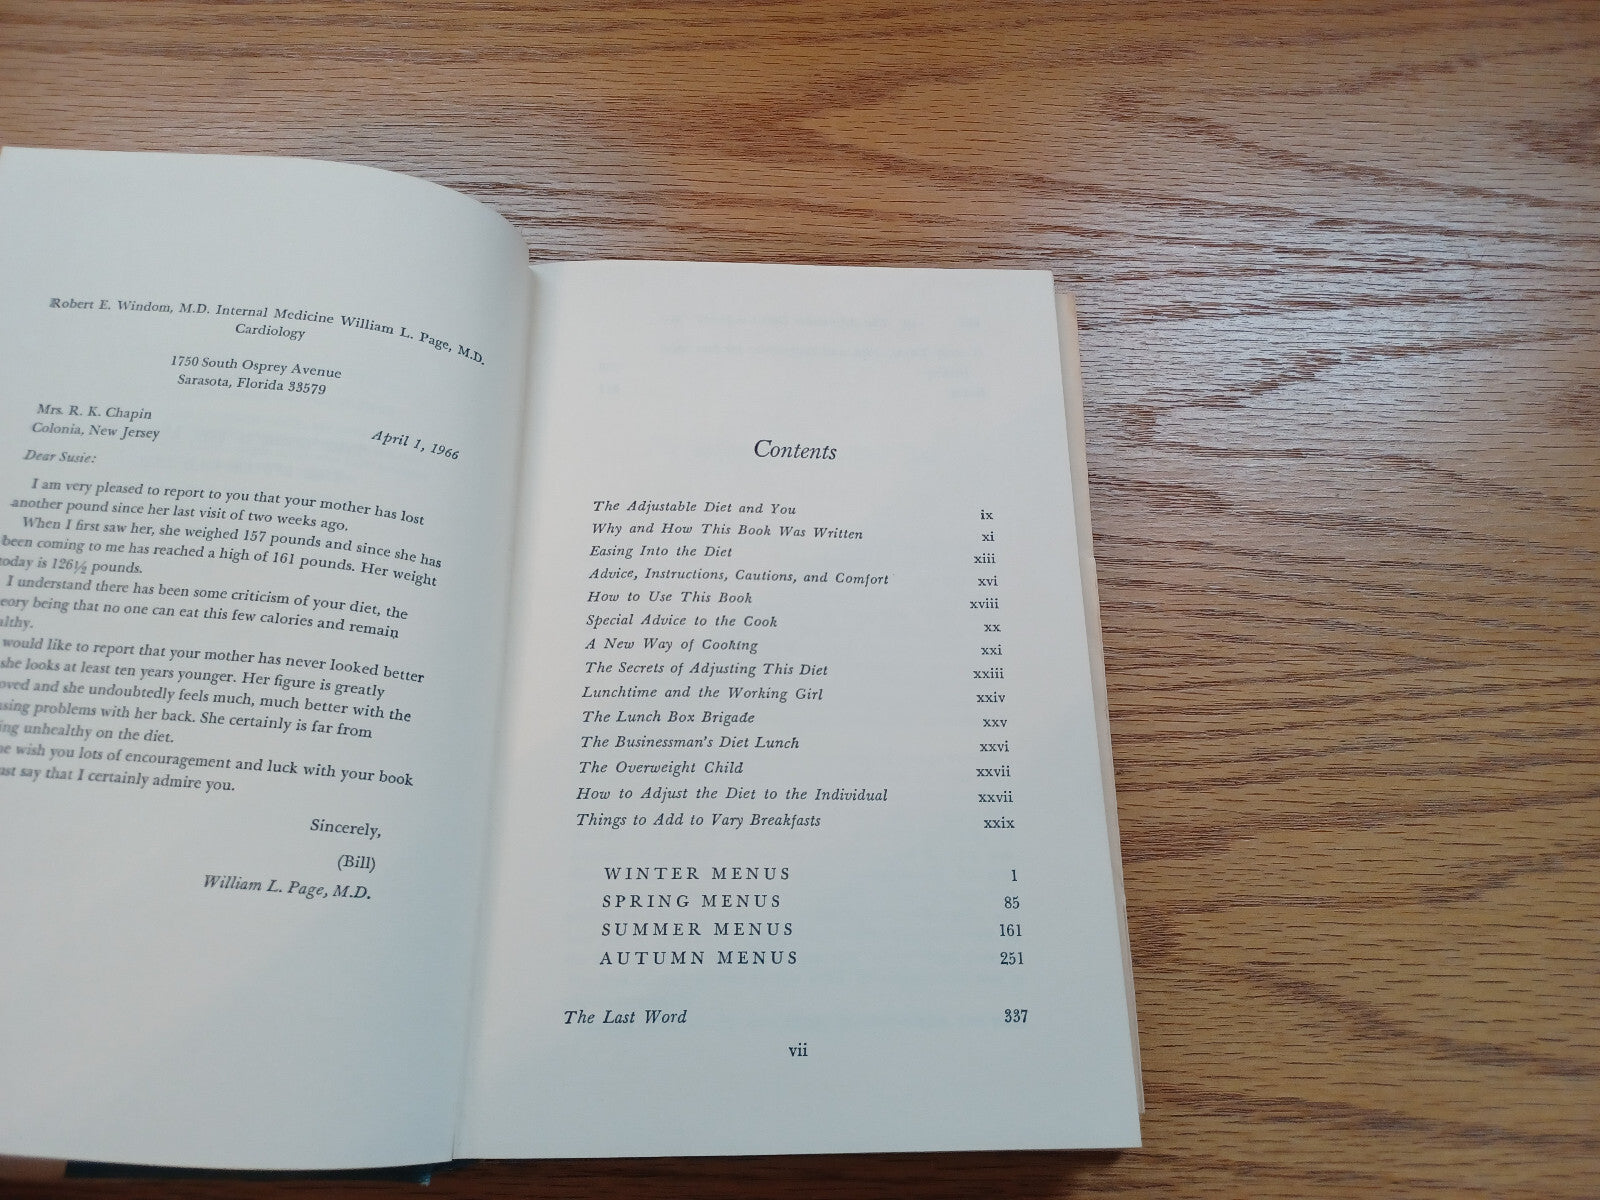 Robert E. Windom, M.D. Internal Medicine William L. Page, M.D.
Cardiology
1750 South Osprey Avenue
Sarasota, Florida 33579
Mrs. R. K. Chapin
Colonia, New Jersey
April 1, 1966
Dear Susie:
I am very pleased to report to you that your mother has lost
another pound since her last visit of two weeks ago.
When I first saw her, she weighed 157 pounds and since she has
been coming to me has reached a high of 161 pounds. Her weight
today is 126½ pounds.
I understand there has been some criticism of your diet, the
eory being that no one can eat this few calories and remain
althy.
would like to report that your mother has never looked better
she looks at least ten years younger. Her figure is greatly
oved and she undoubtedly feels much, much better with the
sing problems with her back. She certainly is far from
ing unhealthy on the diet.
e wish you lots of encouragement and luck with your book
st say that I certainly admire you.
Sincerely,
(Bill)
William L. Page, M.D.
Contents
The Adjustable Diet and You ix
Why and How This Book Was Written xi
Easing Into the Diet xiii
Advice, Instructions, Cautions, and Comfort xvi
How to Use This Book xviii
Special Advice to the Cook xx
A New Way of Cooking xxi
The Secrets of Adjusting This Diet xxiii
Lunchtime and the Working Girl xxiv
The Lunch Box Brigade xxv
The Businessman's Diet Lunch xxvi
The Overweight Child xxvii
How to Adjust the Diet to the Individual xxvii
Things to Add to Vary Breakfasts xxix
WINTER MENUS 1
SPRING MENUS 85
SUMMER MENUS 161
AUTUMN MENUS 251
The Last Word 337
vii